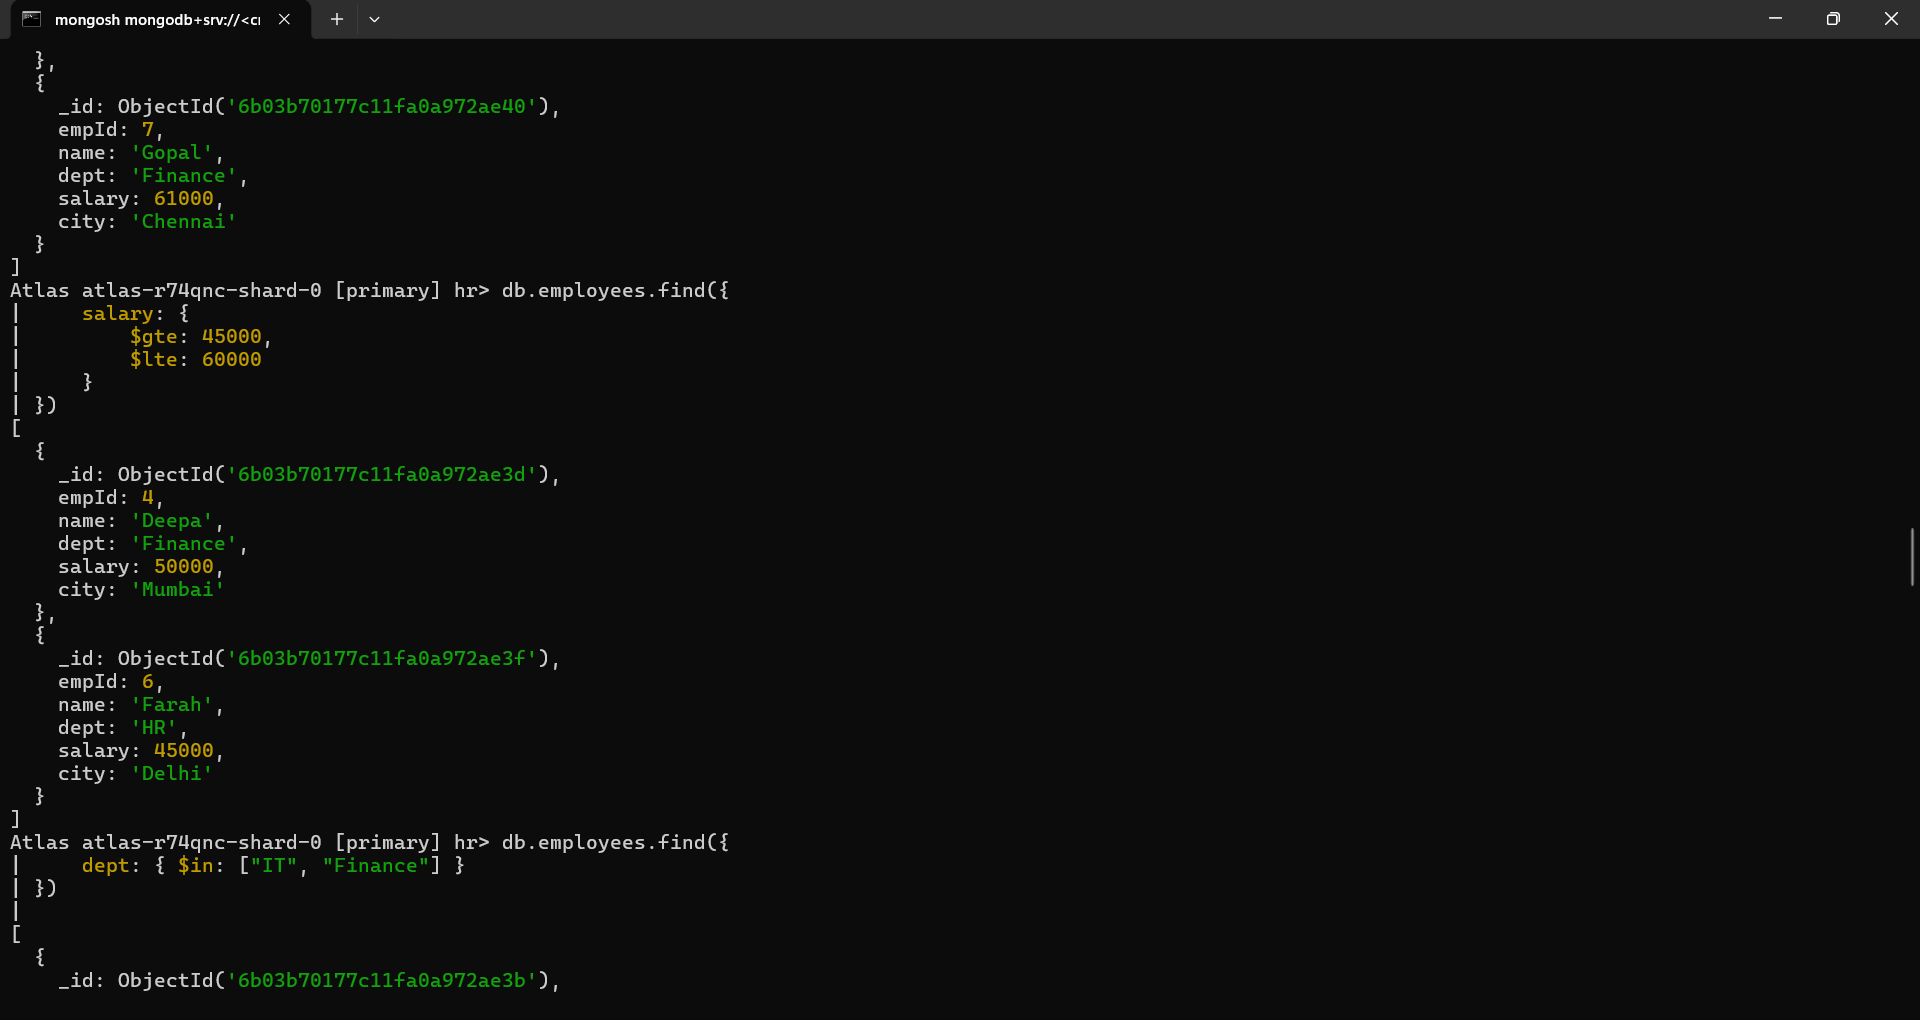 mongosh mongodb+srv://<cr
  },
  {
    _id: ObjectId('6b03b70177c11fa0a972ae40'),
    empId: 7,
    name: 'Gopal',
    dept: 'Finance',
    salary: 61000,
    city: 'Chennai'
  }
]
Atlas atlas-r74qnc-shard-0 [primary] hr> db.employees.find({
|     salary: {
|         $gte: 45000,
|         $lte: 60000
|     }
| })
[
  {
    _id: ObjectId('6b03b70177c11fa0a972ae3d'),
    empId: 4,
    name: 'Deepa',
    dept: 'Finance',
    salary: 50000,
    city: 'Mumbai'
  },
  {
    _id: ObjectId('6b03b70177c11fa0a972ae3f'),
    empId: 6,
    name: 'Farah',
    dept: 'HR',
    salary: 45000,
    city: 'Delhi'
  }
]
Atlas atlas-r74qnc-shard-0 [primary] hr> db.employees.find({
|     dept: { $in: ["IT", "Finance"] }
| })
|
[
  {
    _id: ObjectId('6b03b70177c11fa0a972ae3b'),